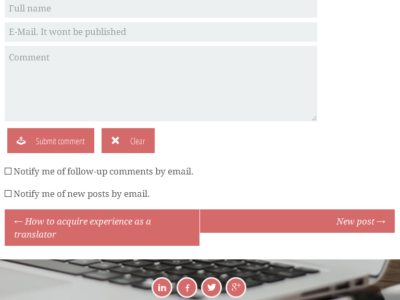 Full name
E-Mail. It wont be published
Comment
Submit comment
Clear
Notify me of follow-up comments by email.
Notify me of new posts by email.
← How to acquire experience as a
translator
New post →